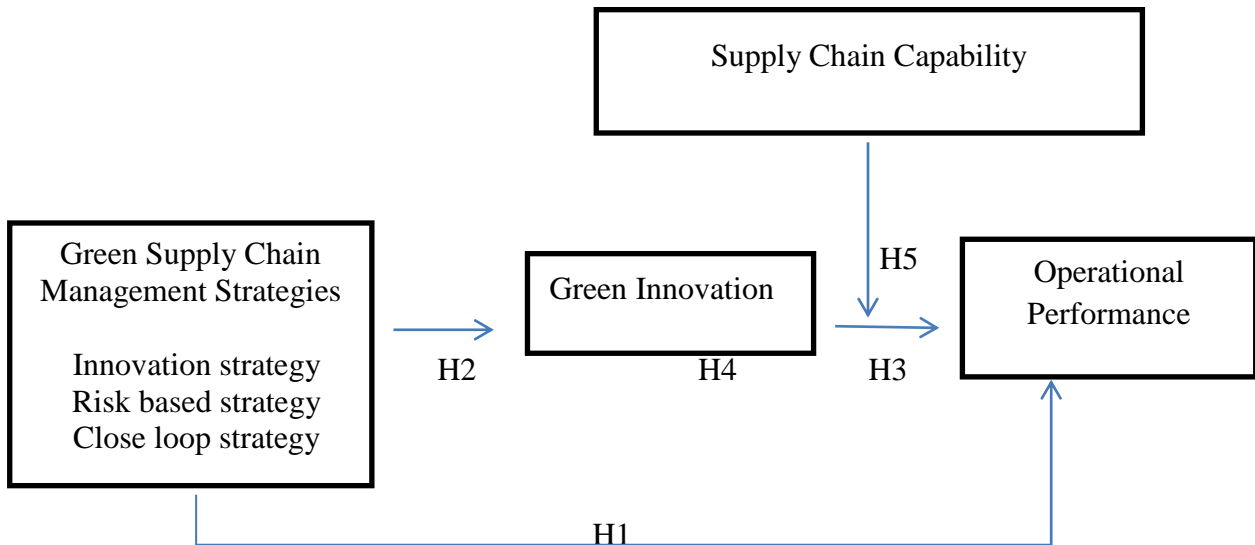 Supply Chain Capability
Green Supply Chain
Management Strategies
Innovation strategy
Risk based strategy
Close loop strategy
H2
Green Innovation
H4
H5
H3
Operational
Performance
H1